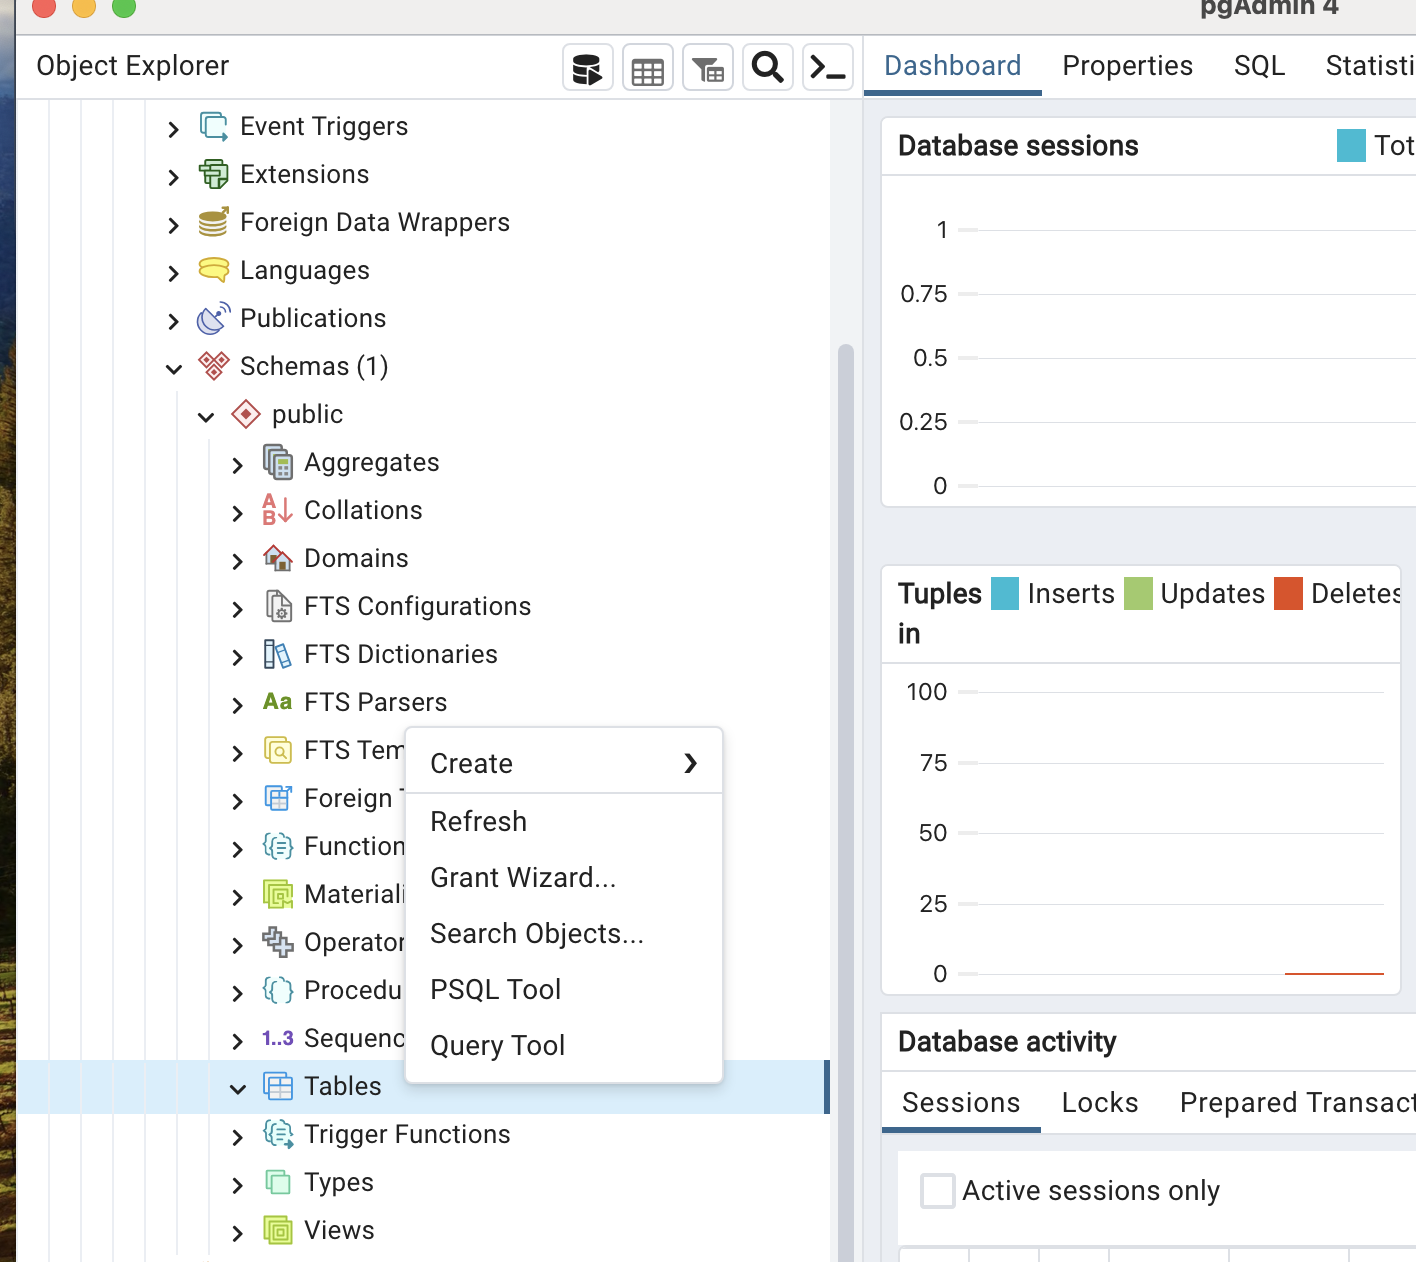 pgAdmin 4
Object Explorer
Dashboard
Properties
SQL
Statisti
Event Triggers
Extensions
Foreign Data Wrappers
Languages
Publications
Schemas (1)
public
Aggregates
Collations
Domains
FTS Configurations
FTS Dictionaries
Aa FTS Parsers
FTS Tem
Foreign
Function
Materiali
Operator
Procedu
1..3 Sequenc
Tables
Trigger Functions
Types
Views
Create
Refresh
Grant Wizard...
Search Objects...
PSQL Tool
Query Tool
Database sessions
Tot
1
0.75
0.5
0.25
0
Tuples in
Inserts
Updates
Deletes
100
75
50
25
0
Database activity
Sessions
Locks
Prepared Transact
Active sessions only